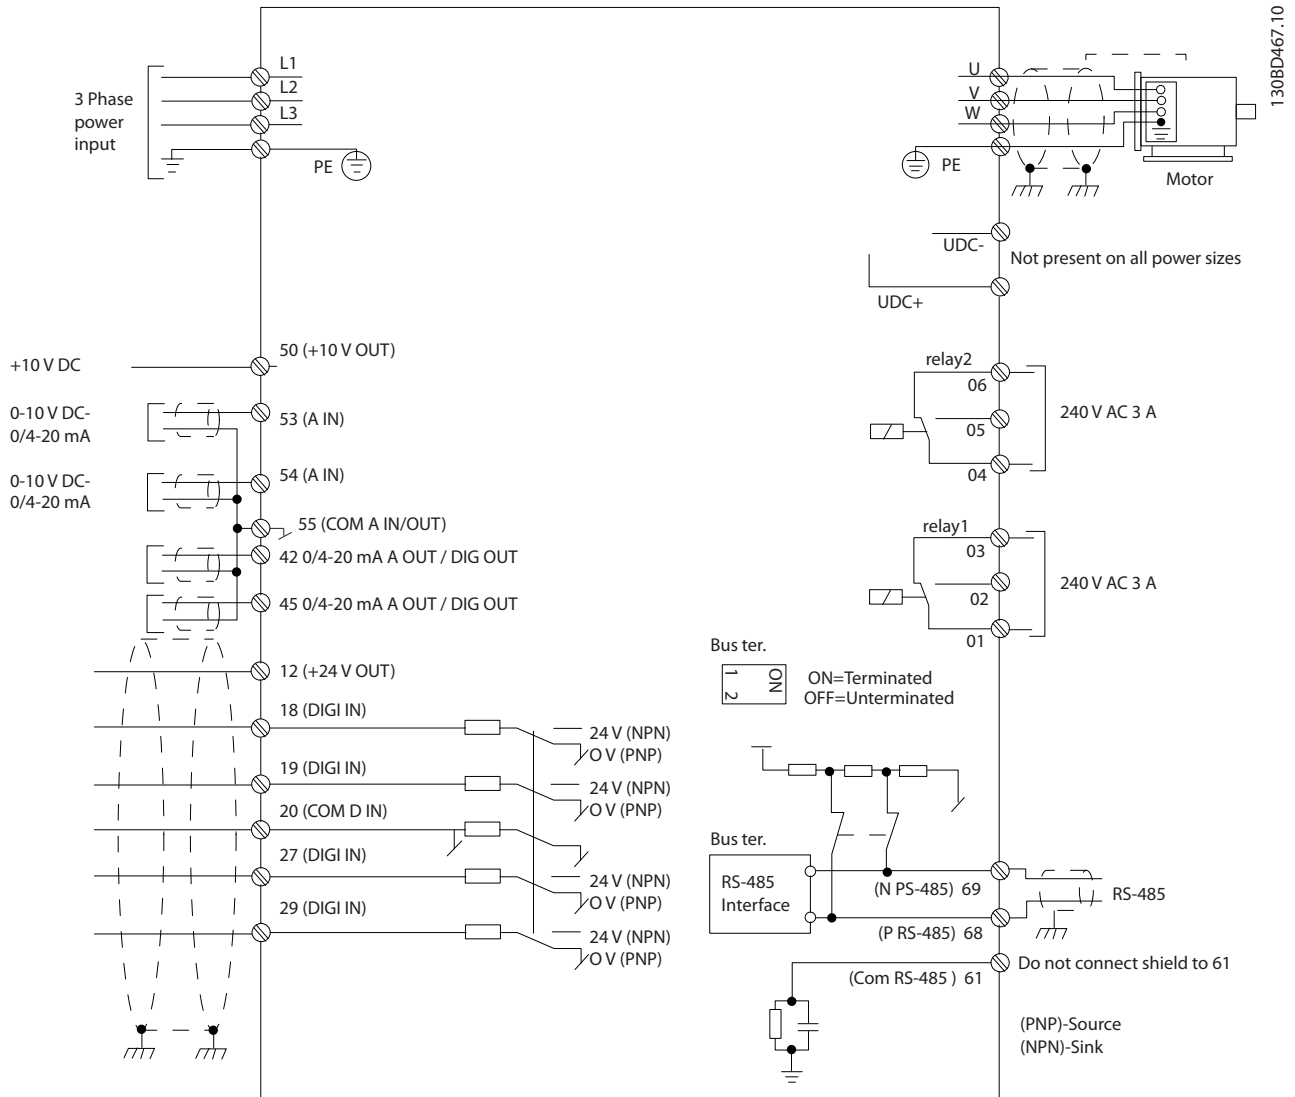 130BD467.10
3 Phase
power
input
L1
L2
L3
PE
U
V
W
PE
Motor
UDC-
Not present on all power sizes
UDC+
+10 V DC
50 (+10 V OUT)
0-10 V DC-
0/4-20 mA
53 (A IN)
0-10 V DC-
0/4-20 mA
54 (A IN)
55 (COM A IN/OUT)
42 0/4-20 mA A OUT / DIG OUT
45 0/4-20 mA A OUT / DIG OUT
12 (+24 V OUT)
18 (DIGI IN)
24 V (NPN)
O V (PNP)
19 (DIGI IN)
24 V (NPN)
O V (PNP)
20 (COM D IN)
27 (DIGI IN)
24 V (NPN)
O V (PNP)
29 (DIGI IN)
24 V (NPN)
O V (PNP)
relay2
06
05
04
240 V AC 3 A
relay1
03
02
01
240 V AC 3 A
Bus ter.
1
2
ON
ON=Terminated
OFF=Unterminated
Bus ter.
RS-485
Interface
(N PS-485) 69
RS-485
(P RS-485) 68
(Com RS-485 ) 61
Do not connect shield to 61
(PNP)-Source
(NPN)-Sink